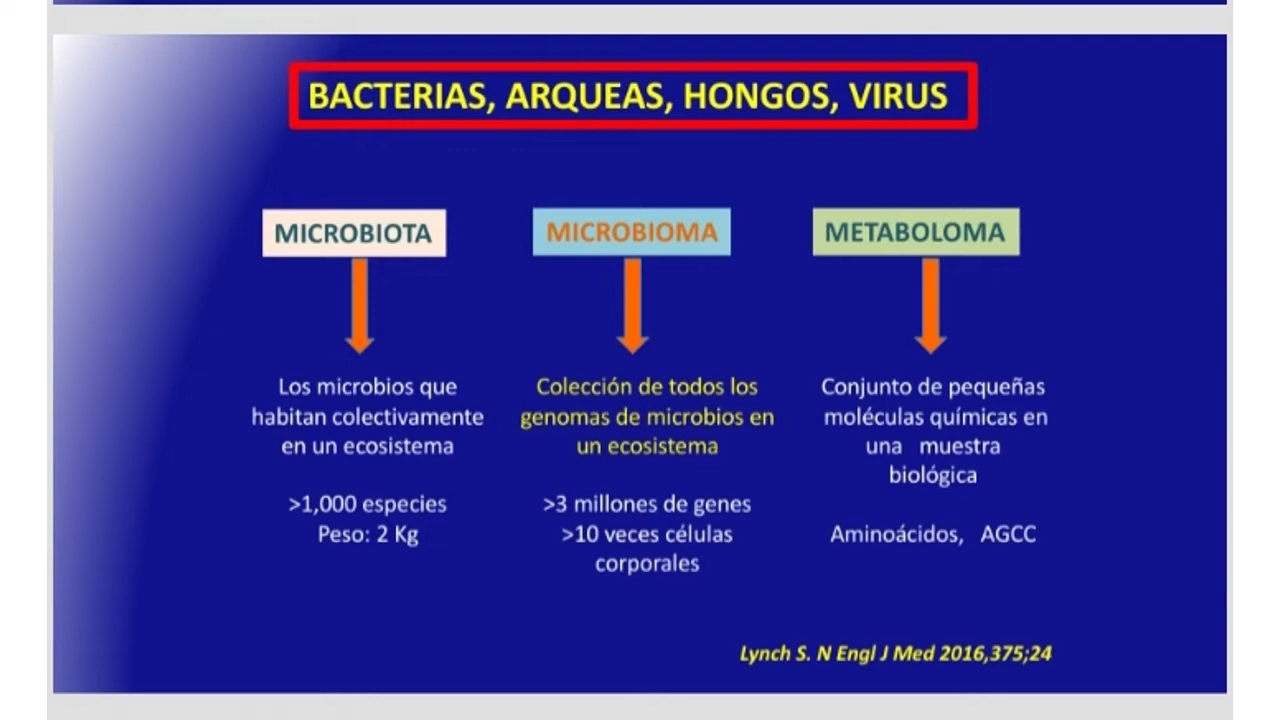 BACTERIAS, ARQUEAS, HONGOS, VIRUS
MICROBIOTA
Los microbios que
habitan colectivamente
en un ecosistema
>1,000 especies
Peso: 2 Kg
MICROBIOMA
Colección de todos los
genomas de microbios en
un ecosistema
>3 millones de genes
>10 veces células
corporales
METABOLOMA
Conjunto de pequeñas
moléculas químicas en
una muestra
biológica
Aminoácidos, AGCC
Lynch S. N Engl J Med 2016,375;24